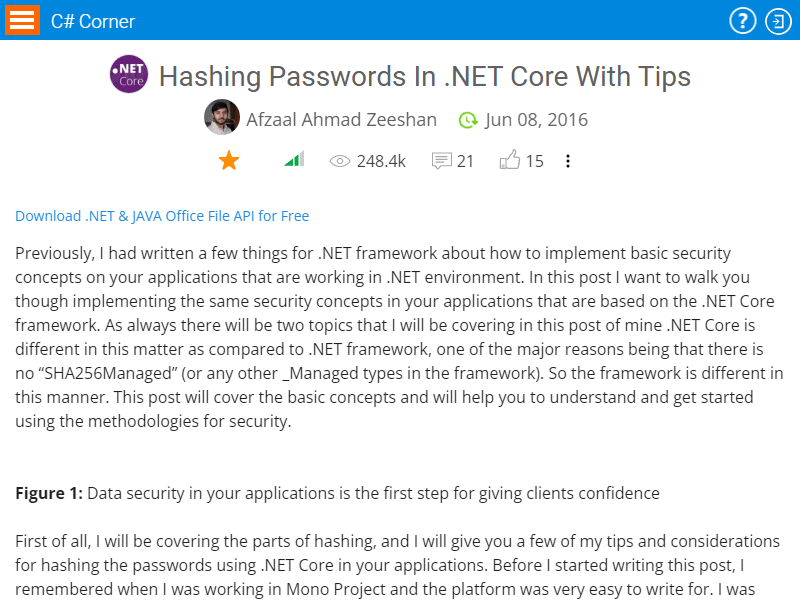 C# Corner
.NET
Core
Hashing Passwords In .NET Core With Tips
Afzaal Ahmad Zeeshan Jun 08, 2016
248.4k 21 15
Download .NET & JAVA Office File API for Free
Previously, I had written a few things for .NET framework about how to implement basic security
concepts on your applications that are working in .NET environment. In this post I want to walk you
though implementing the same security concepts in your applications that are based on the .NET Core
framework. As always there will be two topics that I will be covering in this post of mine .NET Core is
different in this matter as compared to .NET framework, one of the major reasons being that there is
no “SHA256Managed” (or any other _Managed types in the framework). So the framework is different in
this manner. This post will cover the basic concepts and will help you to understand and get started
using the methodologies for security.
Figure 1: Data security in your applications is the first step for giving clients confidence
First of all, I will be covering the parts of hashing, and I will give you a few of my tips and considerations
for hashing the passwords using .NET Core in your applications. Before I started writing this post, I
remembered when I was working in Mono Project and the platform was very easy to write for. I was